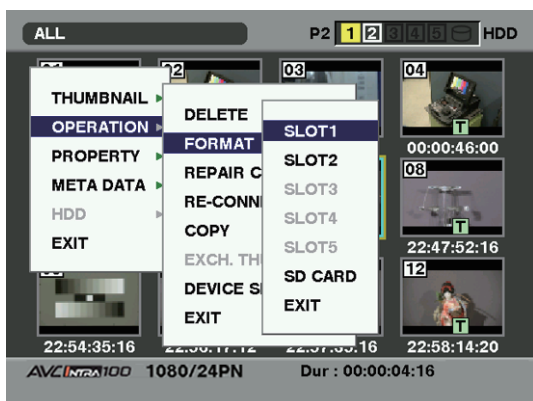 ALL P2 1 2 3 4 5 HDD
02 03 04
THUMBNAIL
OPERATION
PROPERTY
META DATA
HDD
EXIT
DELETE
FORMAT
REPAIR C
RE-CONN
COPY
EXCH. TH
DEVICE S
EXIT
SLOT1
SLOT2
SLOT3
SLOT4
SLOT5
SD CARD
EXIT
T
00:00:46:00
08
T
22:47:52:16
12
T
22:54:35:16 22:58:14:20
AVC INTRA 100 1080/24PN Dur : 00:00:04:16